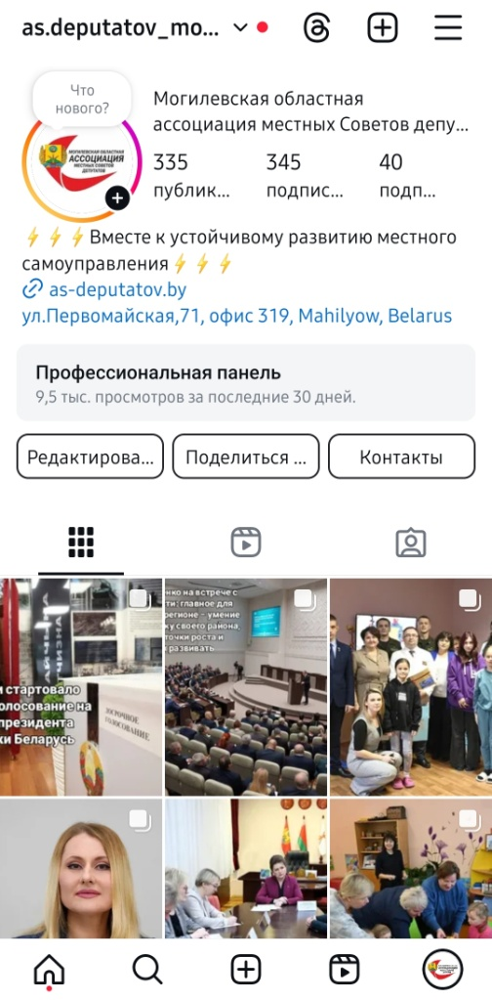 as.deputatov_mo...
Что
нового?
МОГИЛЕВСКАЯ ОБЛАСТНАЯ
АССОЦИАЦИЯ
МЕСТНЫХ СОВЕТОВ
ДЕПУТАТОВ
Могилевская областная
ассоциация местных Советов депу...
335 345 40
публик... подпис... подп...
⚡⚡⚡Вместе к устойчивому развитию местного
самоуправления⚡⚡⚡
as-deputatov.by
ул.Первомайская,71, офис 319, Mahilyow, Belarus
Профессиональная панель
9,5 тыс. просмотров за последние 30 дней.
Редактирова... Поделиться ... Контакты
стартовало
олосование на
президента
ки Беларусь
ДОСРОЧНОЕ
ГОЛОСОВАНИЕ
нко на встрече с
ти: главное для
регионе - умение
ку своего района,
точки роста и
развивать